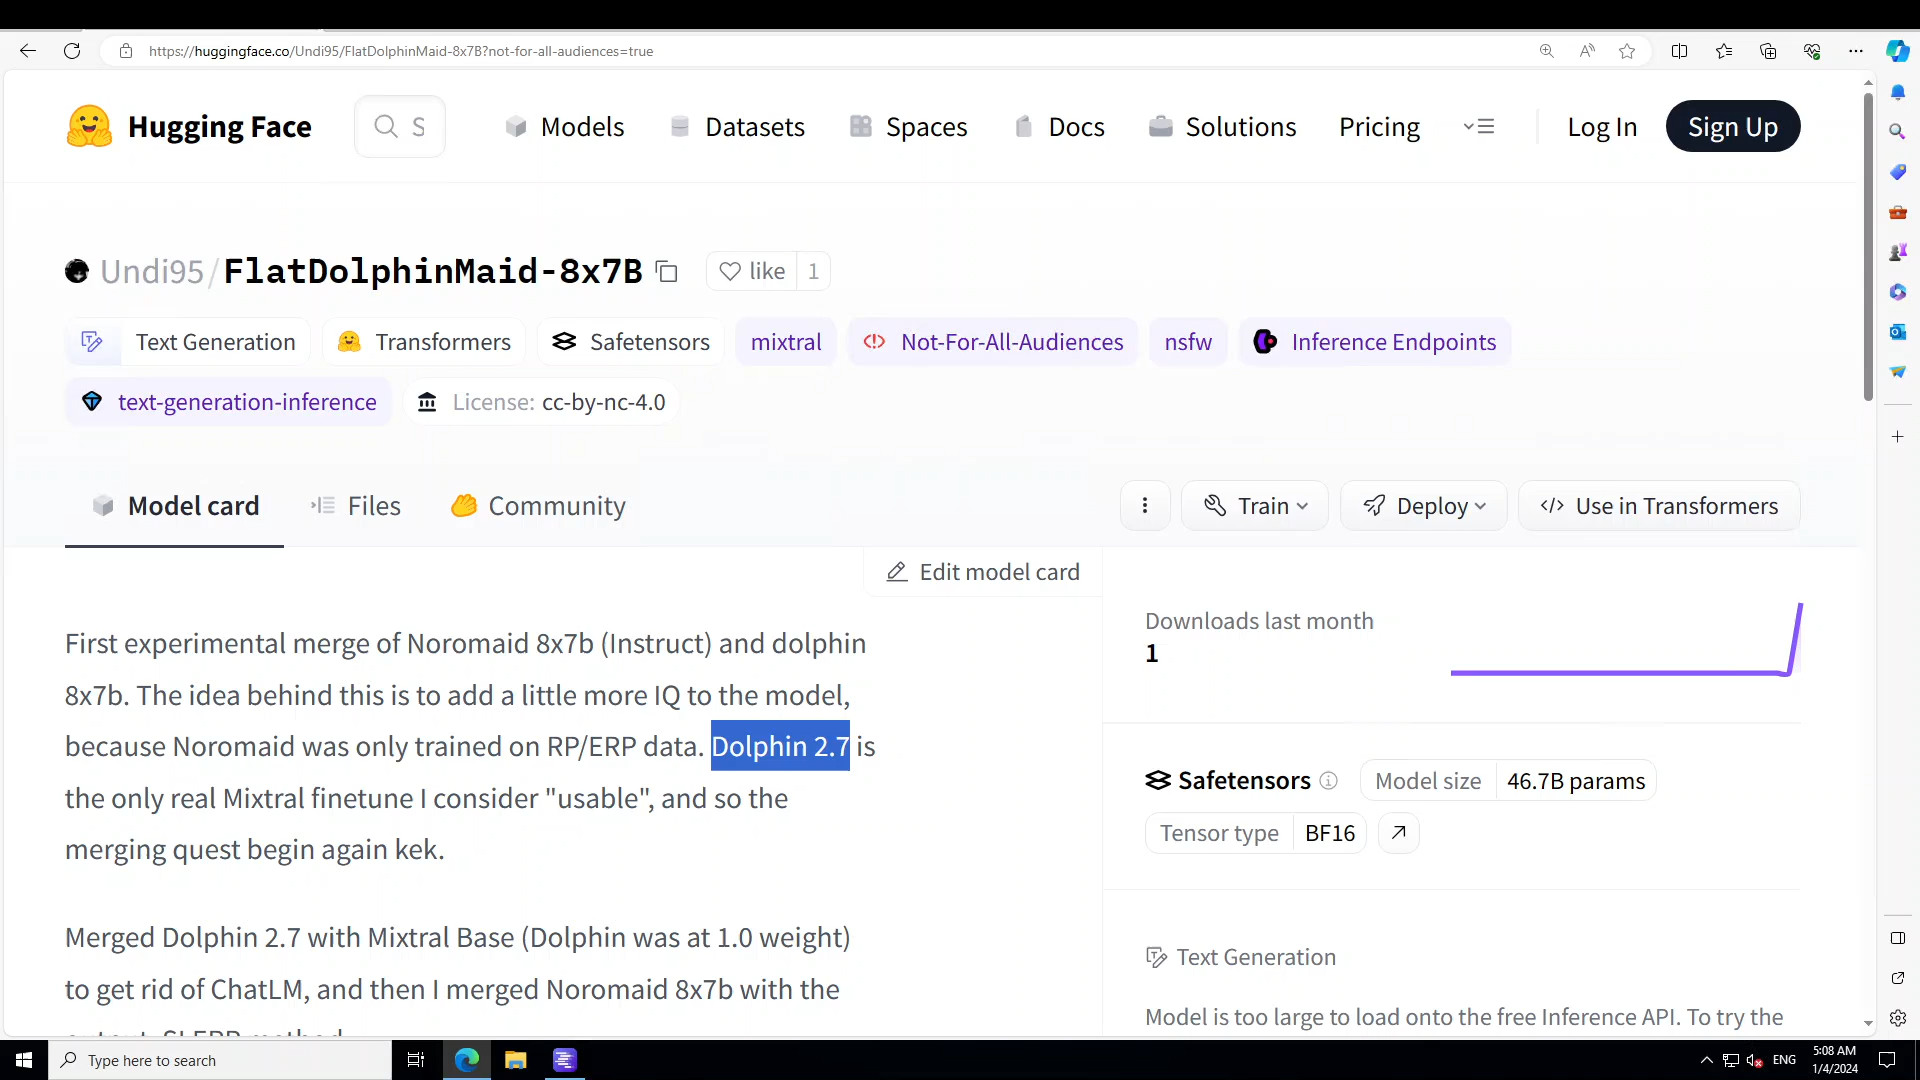 https://huggingface.co/Undi95/FlatDolphinMaid-8x7B?not-for-all-audiences=true
Hugging Face
S
Models
Datasets
Spaces
Docs
Solutions
Pricing
Log In
Sign Up
Undi95/FlatDolphinMaid-8x7B
like 1
Text Generation
Transformers
Safetensors
mixtral
Not-For-All-Audiences
nsfw
Inference Endpoints
text-generation-inference
License: cc-by-nc-4.0
Model card
Files
Community
Train
Deploy
Use in Transformers
Edit model card
First experimental merge of Noromaid 8x7b (Instruct) and dolphin
8x7b. The idea behind this is to add a little more IQ to the model,
because Noromaid was only trained on RP/ERP data. Dolphin 2.7 is
the only real Mixtral finetune I consider "usable", and so the
merging quest begin again kek.
Merged Dolphin 2.7 with Mixtral Base (Dolphin was at 1.0 weight)
to get rid of ChatLM, and then I merged Noromaid 8x7b with the
Downloads last month
1
Safetensors
Model size 46.7B params
Tensor type BF16
Text Generation
Model is too large to load onto the free Inference API. To try the
Type here to search
ENG
5:08 AM
1/4/2024